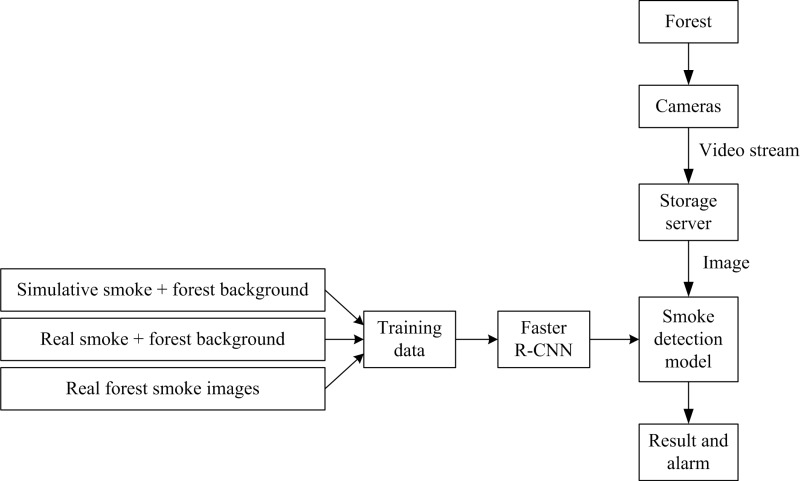 Forest
Cameras
Video stream
Storage
server
Image
Simulative smoke + forest background
Real smoke + forest background
Real forest smoke images
Training
data
Faster
R-CNN
Smoke
detection
model
Result and
alarm